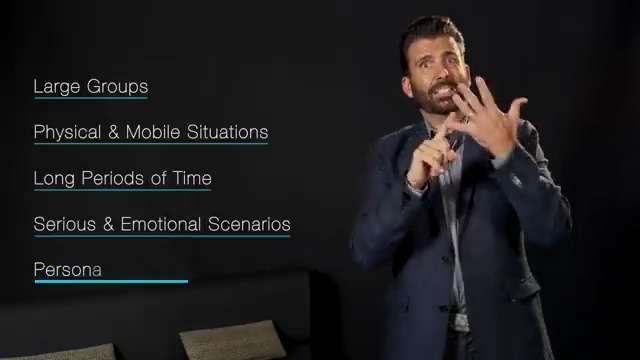 Large Groups
Physical & Mobile Situations
Long Periods of Time
Serious & Emotional Scenarios
Persona